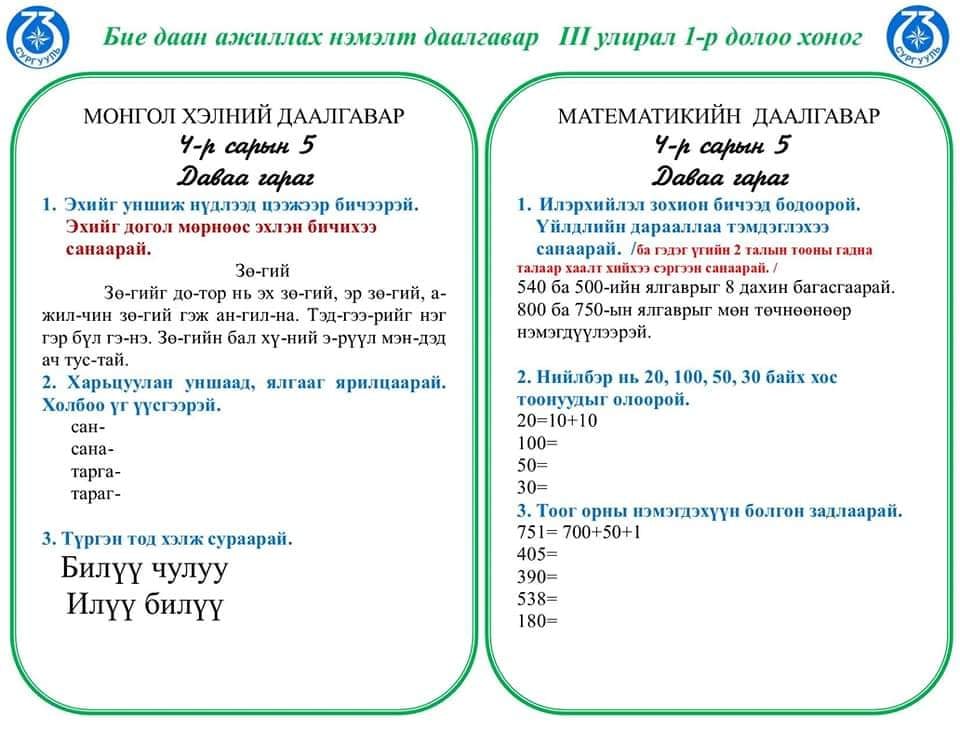 73
СУРГУУЛЬ
Бие даан ажиллах нэмэлт даалгавар III улирал 1-р долоо хоног
73
СУРГУУЛЬ
МОНГОЛ ХЭЛНИЙ ДААЛГАВАР
4-р сарын 5
Даваа гараг
1. Эхийг уншиж нүдлээд цээжээр бичээрэй.
Эхийг догол мөрнөөс эхлэн бичихээ
санаарай.
Зө-гий
Зө-гийг до-тор нь эх зө-гий, эр зө-гий, а-
жил-чин зө-гий гэж ан-гил-на. Тэд-гээ-рийг нэг
гэр бүл гэ-нэ. Зө-гийн бал хү-ний э-рүүл мэн-дэд
ач тус-тай.
2. Харьцуулан уншаад, ялгааг ярилцаарай.
Холбоо үг үүсгээрэй.
сан-
сана-
тарга-
тараг-
3. Түргэн тод хэлж сураарай.
Билүү чулуу
Илүү билүү
МАТЕМАТИКИЙН ДААЛГАВАР
4-р сарын 5
Даваа гараг
1. Илэрхийлэл зохион бичээд бодоорой.
Үйлдлийн дарааллаа тэмдэглэхээ
санаарай. /ба гэдэг үгийн 2 талын тооны гадна
талаар хаалт хийхээ сэргээн санаарай. /
540 ба 500-ийн ялгаврыг 8 дахин багасгаарай.
800 ба 750-ын ялгаврыг мөн төчнөөнөөр
нэмэгдүүлээрэй.
2. Нийлбэр нь 20, 100, 50, 30 байх хос
тоонуудыг олоорой.
20=10+10
100=
50=
30=
3. Тоог орны нэмэгдэхүүн болгон задлаарай.
751= 700+50+1
405=
390=
538=
180=